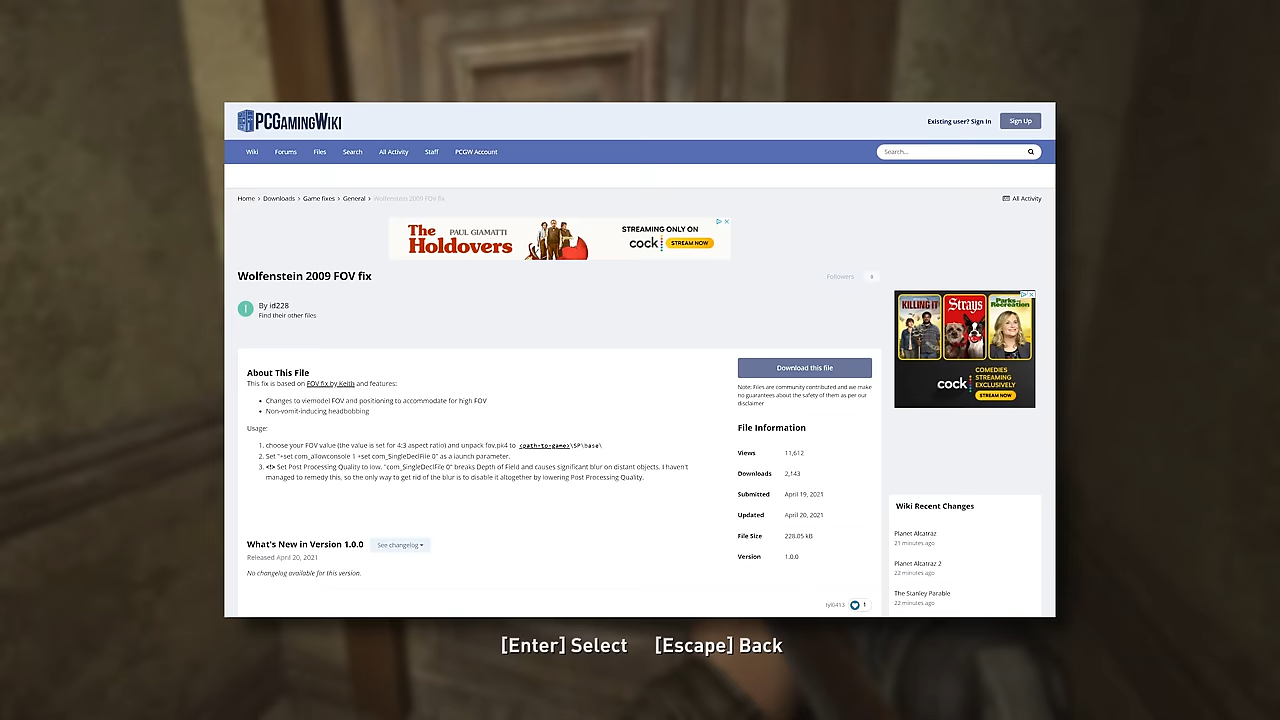 PCGamingWiki
Existing user? Sign In
Sign Up
Wiki
Forums
Files
Search
All Activity
Staff
PCGW Account
Search...
Home > Downloads > Game fixes > General > Wolfenstein 2009 FOV fix
All Activity
The Holdovers
PAUL GIAMATTI
STREAMING ONLY ON
cock
STREAM NOW
Wolfenstein 2009 FOV fix
Followers 0
I
By id228
Find their other files
KILLING IT
Strays
Parks and Recreation
cock
COMEDIES
STREAMING
EXCLUSIVELY
STREAM NOW
About This File
This fix is based on FOV fix by Keith and features:
• Changes to viemodel FOV and positioning to accommodate for high FOV
• Non-vomit-inducing headbobbing
Usage:
1. choose your FOV value (the value is set for 4:3 aspect ratio) and unpack fov.pk4 to <path-to-game>\SP\base\
2. Set "+set com_allowconsole 1 +set com_SingleDeclFile 0" as a launch parameter.
3. <!> Set Post Processing Quality to low. "com_SingleDeclFile 0" breaks Depth of Field and causes significant blur on distant objects. I haven't
managed to remedy this, so the only way to get rid of the blur is to disable it altogether by lowering Post Processing Quality.
What's New in Version 1.0.0
See changelog
Released April 20, 2021
No changelog available for this version.
tyl0413
1
Download this file
Note: Files are community contributed and we make
no guarantees about the safety of them as per our
disclaimer
File Information
Views 11,612
Downloads 2,143
Submitted April 19, 2021
Updated April 20, 2021
File Size 228.05 kB
Version 1.0.0
Wiki Recent Changes
Planet Alcatraz
21 minutes ago
Planet Alcatraz 2
22 minutes ago
The Stanley Parable
22 minutes ago
[Enter] Select
[Escape] Back